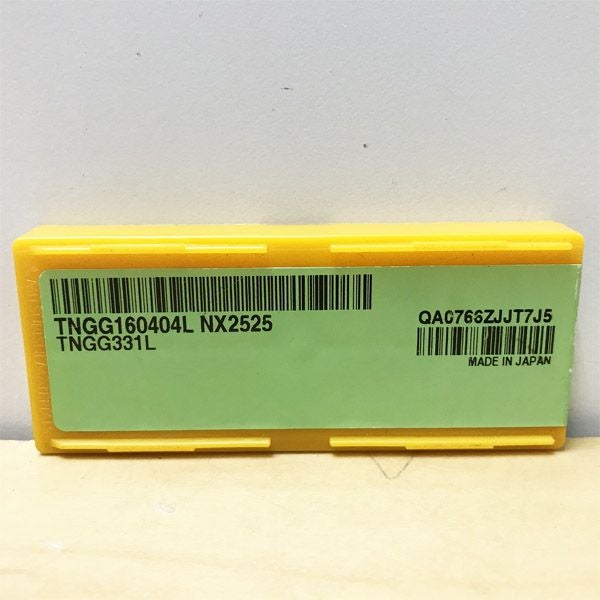 TNGG160404L NX2525
TNGG331L
QA0766ZJJT7J5
MADE IN JAPAN